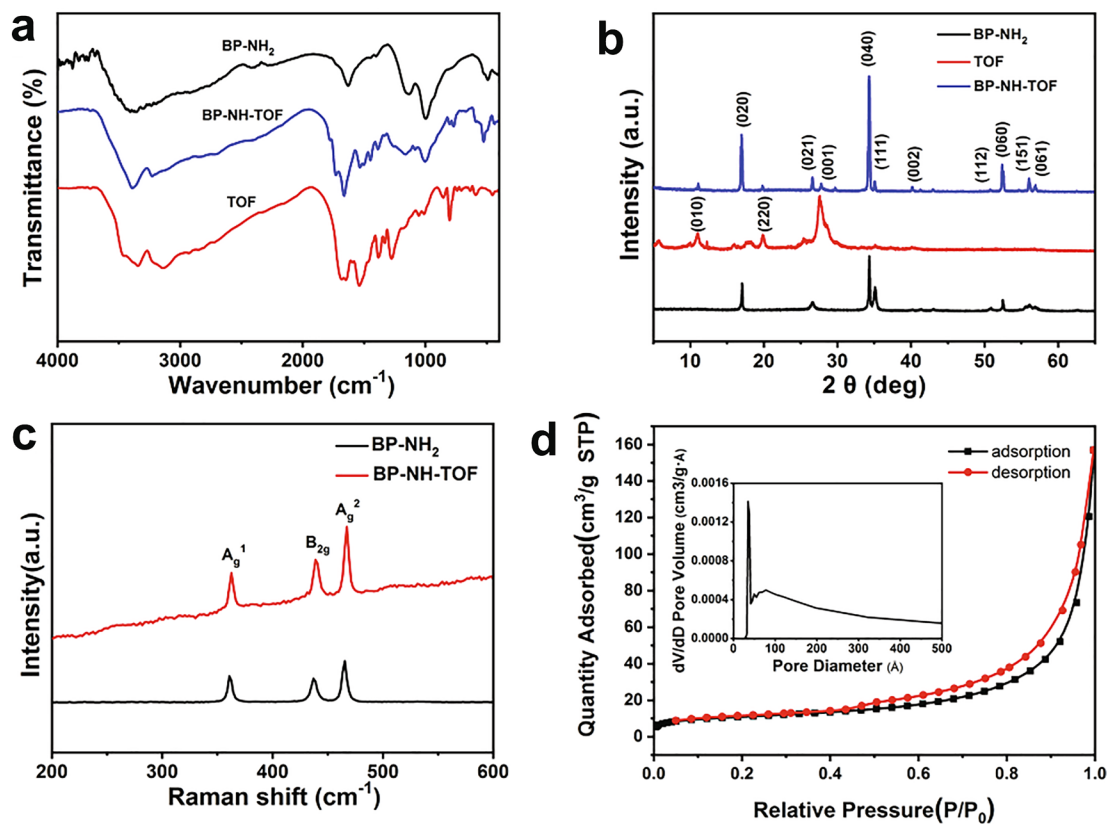 a
BP-NH₂
BP-NH-TOF
TOF
Transmittance (%)
4000 3000 2000 1000
Wavenumber (cm⁻¹)
b
BP-NH₂
TOF
BP-NH-TOF
(020)
(021)
(001)
(040)
(111)
(002)
(112)
(060)
(151)
(061)
(010)
(220)
Intensity (a.u.)
10 20 30 40 50 60
2 θ (deg)
c
BP-NH₂
BP-NH-TOF
Ag¹
B₂g
Ag²
Intensity(a.u.)
200 300 400 500 600
Raman shift (cm⁻¹)
d
adsorption
desorption
Quantity Adsorbed(cm³/g STP)
160
140
120
100
80
60
40
20
0
0.0 0.2 0.4 0.6 0.8 1.0
Relative Pressure(P/P₀)
dV/dD Pore Volume (cm3/g·Å)
0.0016
0.0012
0.0008
0.0004
0.0000
0 100 200 300 400 500
Pore Diameter (Å)